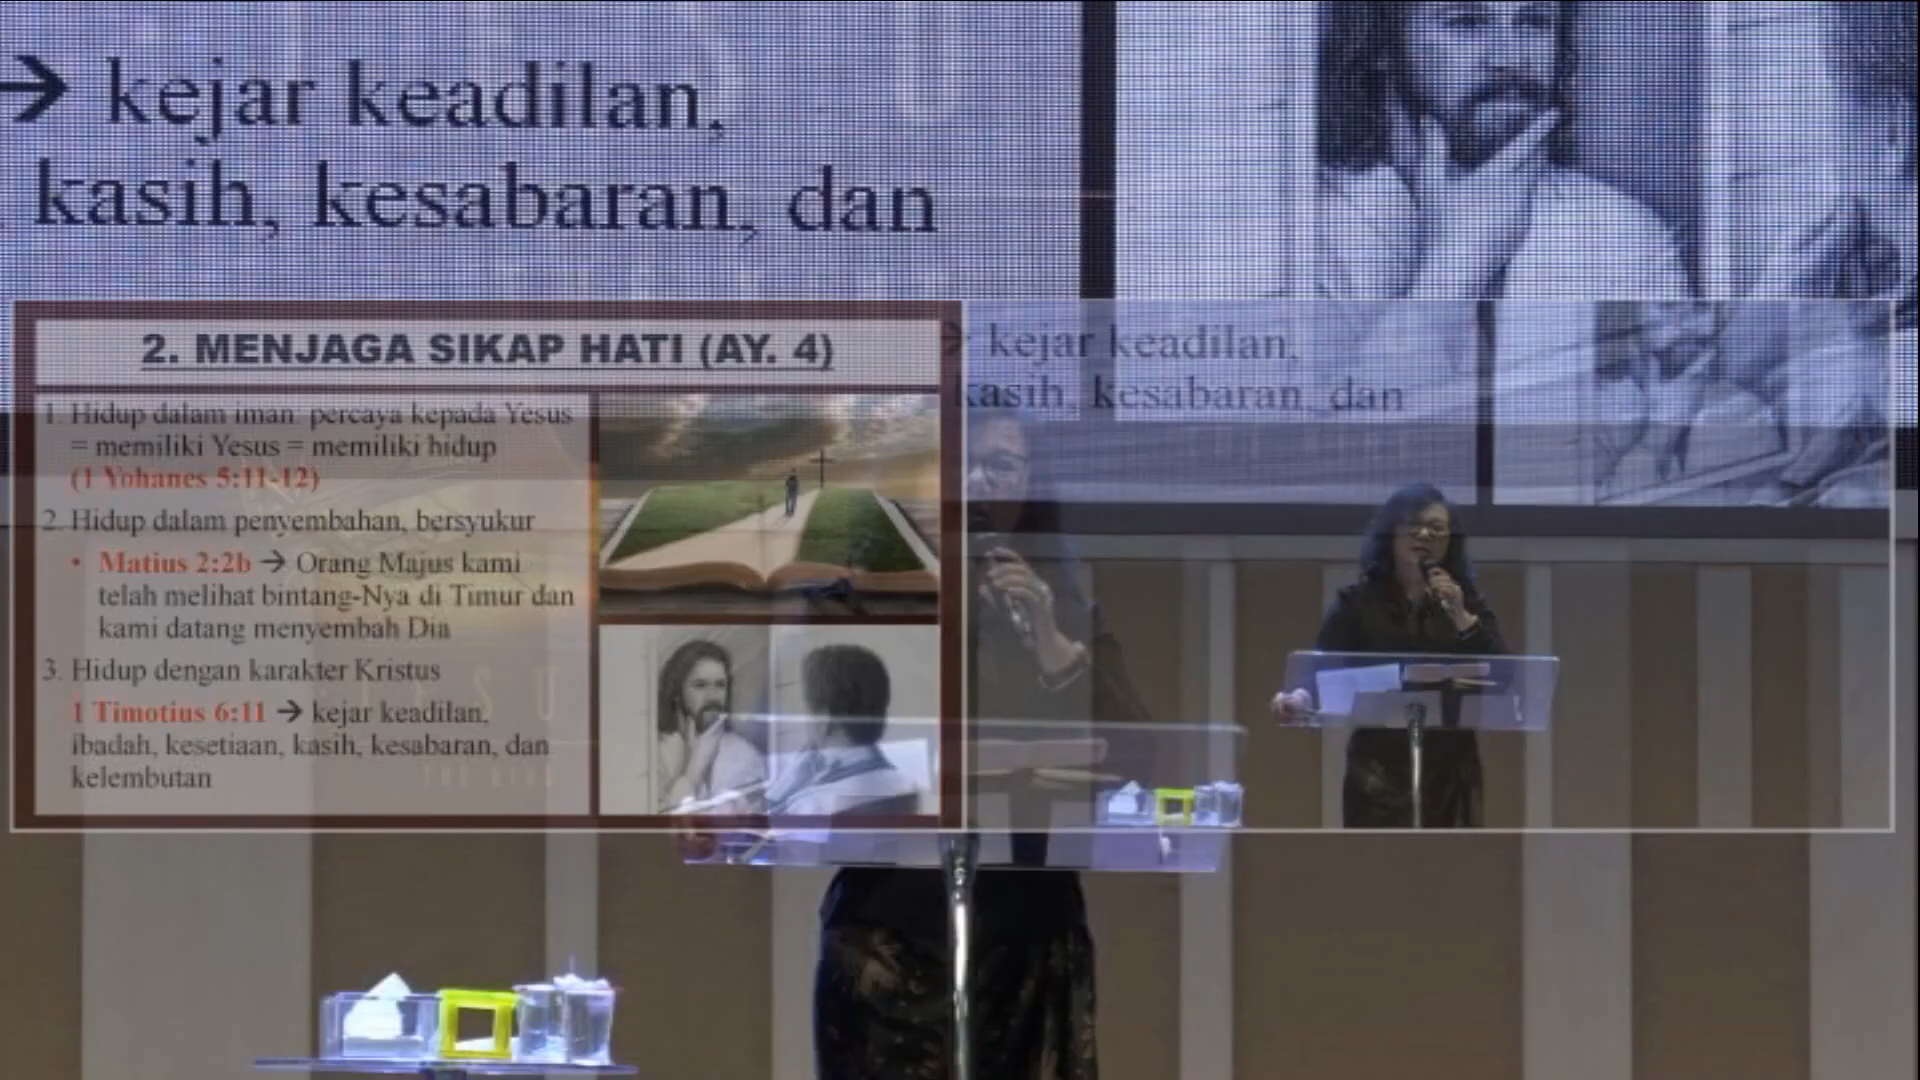 → kejar keadilan,
kasih, kesabaran, dan
2. MENJAGA SIKAP HATI (AY. 4)
1. Hidup dalam iman: percaya kepada Yesus
= memiliki Yesus = memiliki hidup
(1 Yohanes 5:11-12)
2. Hidup dalam penyembahan, bersyukur
• Matius 2:2b → Orang Majus kami
telah melihat bintang-Nya di Timur dan
kami datang menyembah Dia
3. Hidup dengan karakter Kristus
1 Timotius 6:11 → kejar keadilan,
ibadah, kesetiaan, kasih, kesabaran, dan
kelembutan
→ kejar keadilan,
kasih, kesabaran, dan